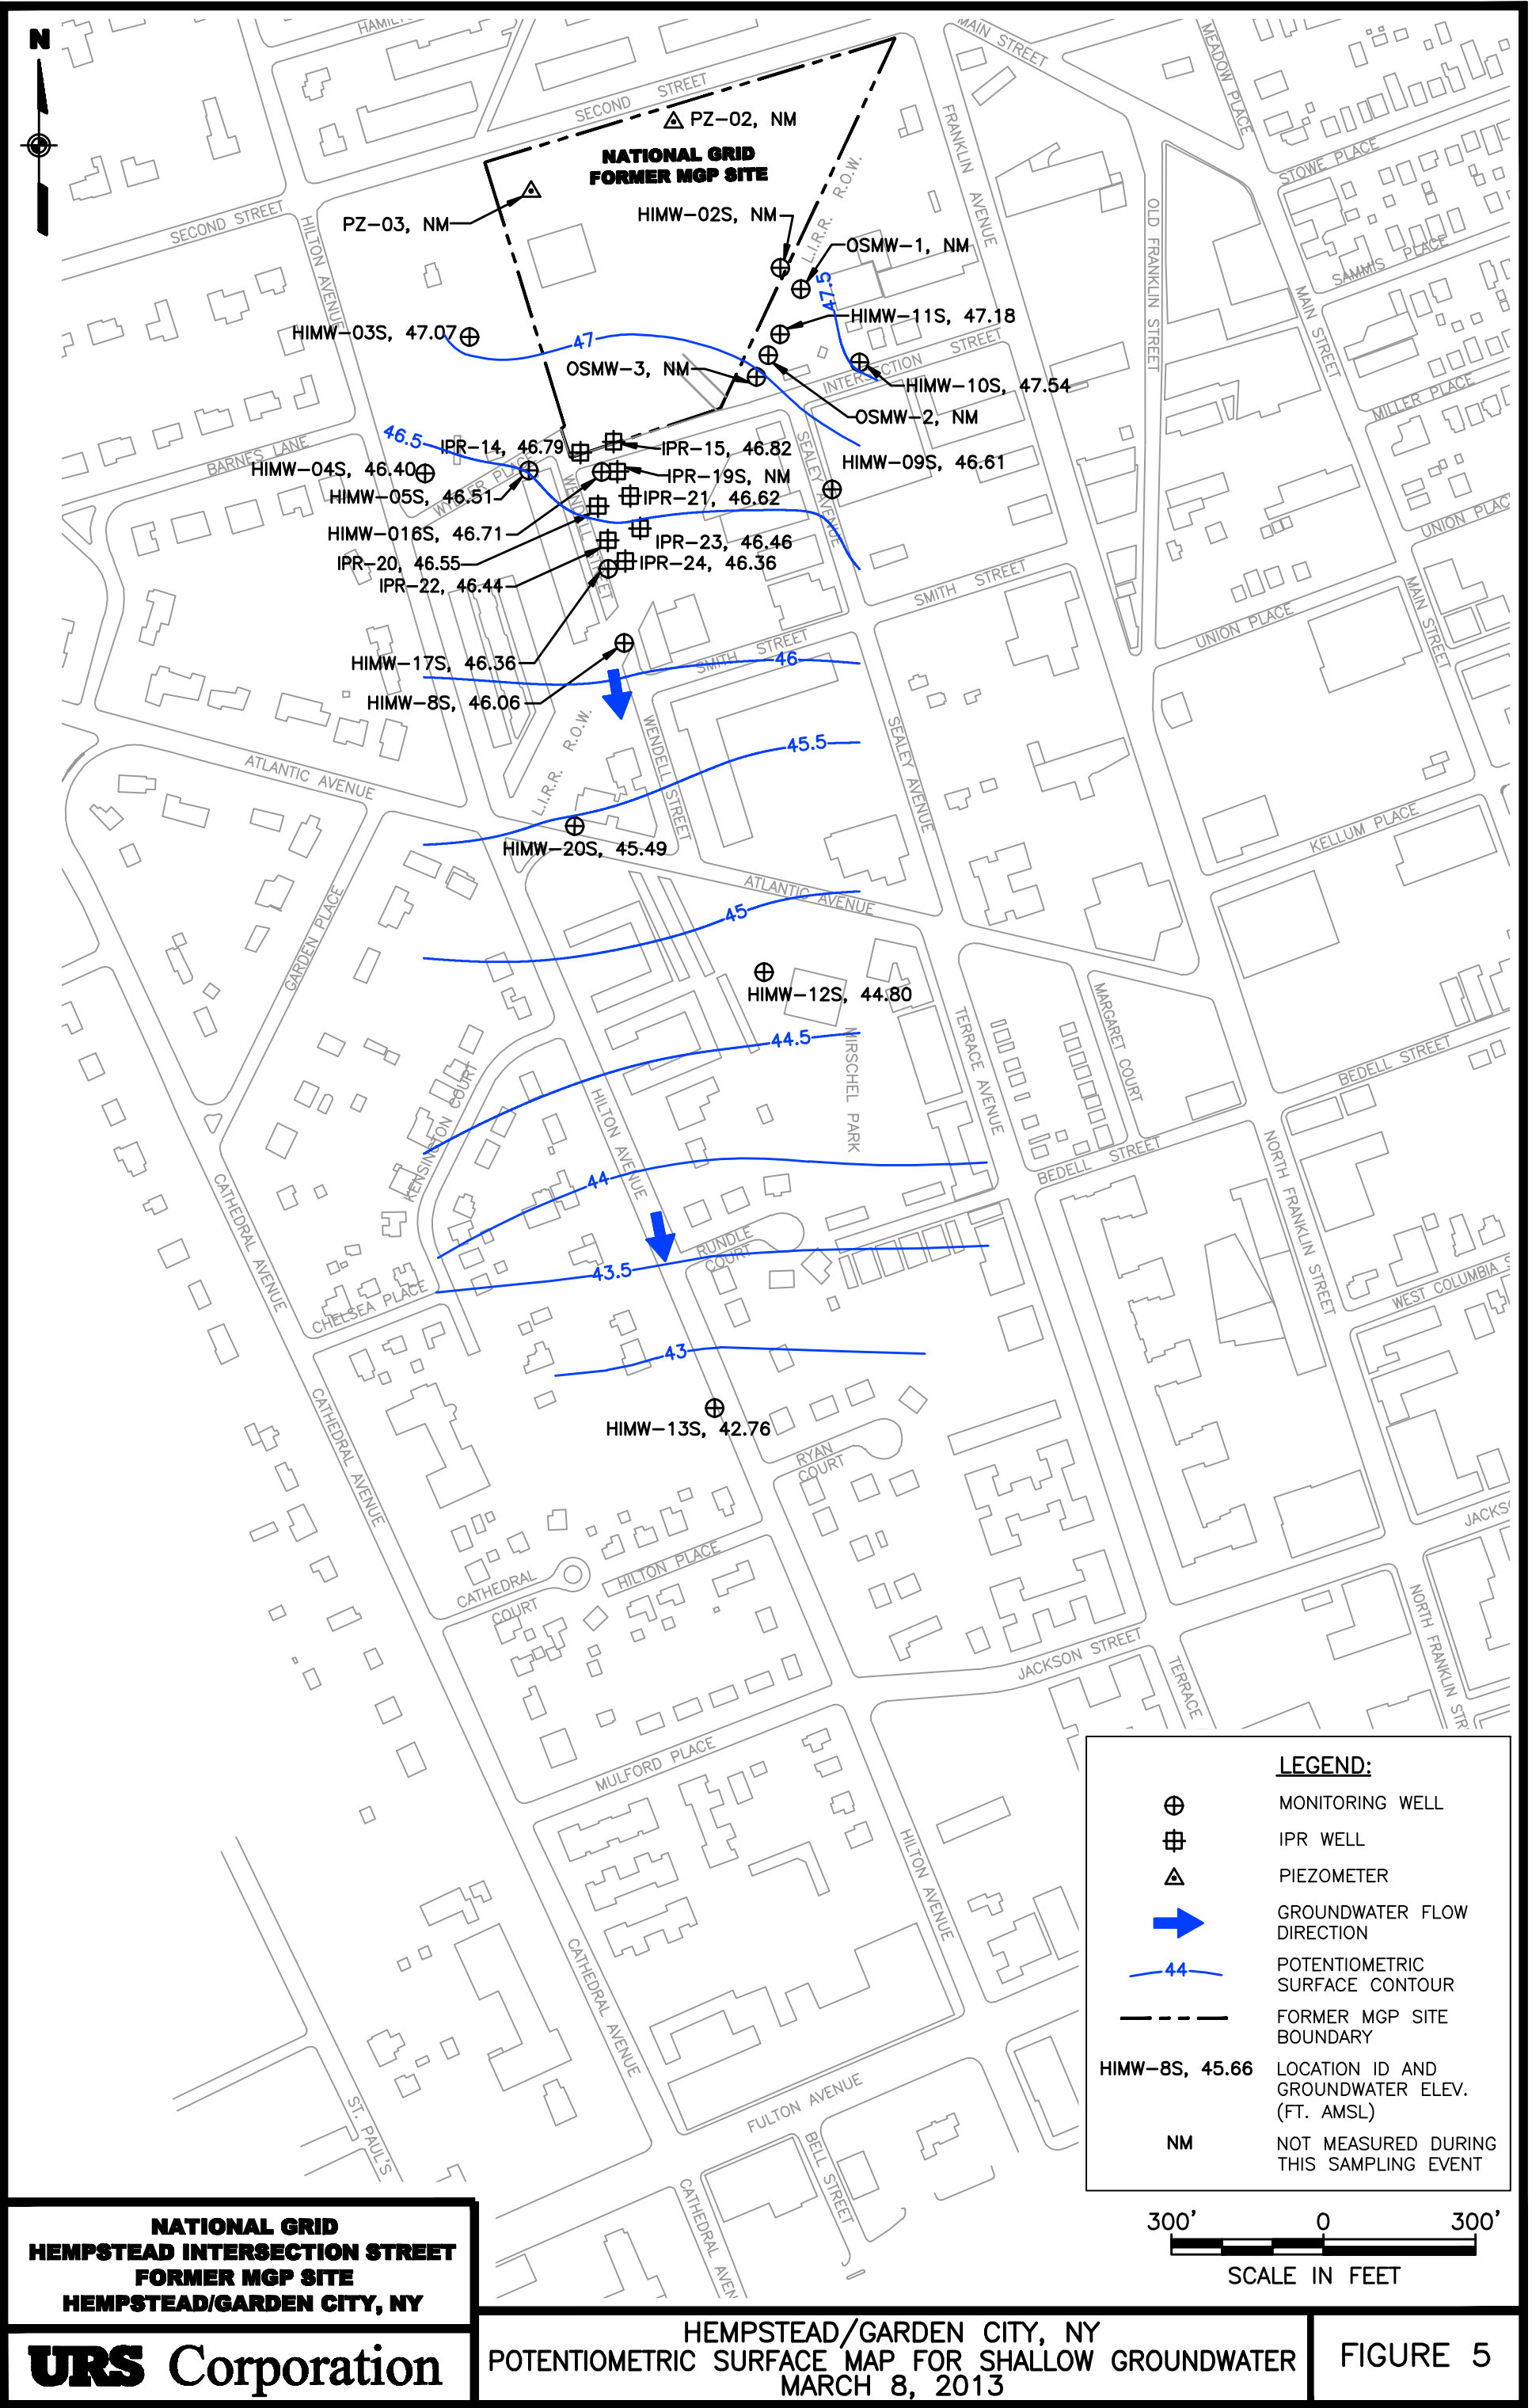 N
HAMIL
SECOND STREET
PZ-02, NM
NATIONAL GRID
FORMER MGP SITE
MAIN STREET
MEADOW PLACE
STOWE PLACE
FRANKLIN AVENUE
OLD FRANKLIN STREET
SAMMIS PLACE
MAIN STREET
MILLER PLACE
UNION PLAC
SECOND STREET
HILTON AVENUE
PZ-03, NM
HIMW-02S, NM
L.I.R.R. R.O.W.
OSMW-1, NM
47.5
HIMW-11S, 47.18
HIMW-03S, 47.07
47
OSMW-3, NM
INTERSECTION STREET
HIMW-10S, 47.54
OSMW-2, NM
46.5
BARNES LANE
IPR-14, 46.79
IPR-15, 46.82
HIMW-09S, 46.61
SEALEY AVENUE
HIMW-04S, 46.40
IPR-19S, NM
HIMW-05S, 46.51
WYLER PLACE
IPR-21, 46.62
HIMW-016S, 46.71
WENDELL STREET
IPR-23, 46.46
IPR-20, 46.55
IPR-24, 46.36
IPR-22, 46.44
SMITH STREET
MAIN STREET
UNION PLACE
HIMW-17S, 46.36
SMITH STREET
46
HIMW-8S, 46.06
L.I.R.R. R.O.W.
WENDELL STREET
SEALEY AVENUE
45.5
ATLANTIC AVENUE
KELLUM PLACE
HIMW-20S, 45.49
ATLANTIC AVENUE
45
GARDEN PLACE
HIMW-12S, 44.80
44.5
MIRSCHEL PARK
TERRACE AVENUE
MARGARET COURT
BEDELL STREET
KENSINGTON COURT
HILTON AVENUE
BEDELL STREET
NORTH FRANKLIN STREET
44
CATHEDRAL AVENUE
RUNDLE
COURT
43.5
CHELSEA PLACE
WEST COLUMBIA S
43
HIMW-13S, 42.76
CATHEDRAL AVENUE
RYAN
COURT
JACKSO
CATHEDRAL
COURT
HILTON PLACE
NORTH FRANKLIN STR
JACKSON STREET
TERRACE
MULFORD PLACE
HILTON AVENUE
CATHEDRAL AVENUE
FULTON AVENUE
BELL STREET
ST. PAUL'S
CATHEDRAL AVEN
LEGEND:
MONITORING WELL
IPR WELL
PIEZOMETER
GROUNDWATER FLOW
DIRECTION
44
POTENTIOMETRIC
SURFACE CONTOUR
FORMER MGP SITE
BOUNDARY
HIMW-8S, 45.66
LOCATION ID AND
GROUNDWATER ELEV.
(FT. AMSL)
NM
NOT MEASURED DURING
THIS SAMPLING EVENT
300' 0 300'
SCALE IN FEET
NATIONAL GRID
HEMPSTEAD INTERSECTION STREET
FORMER MGP SITE
HEMPSTEAD/GARDEN CITY, NY
URS Corporation
HEMPSTEAD/GARDEN CITY, NY
POTENTIOMETRIC SURFACE MAP FOR SHALLOW GROUNDWATER
MARCH 8, 2013
FIGURE 5